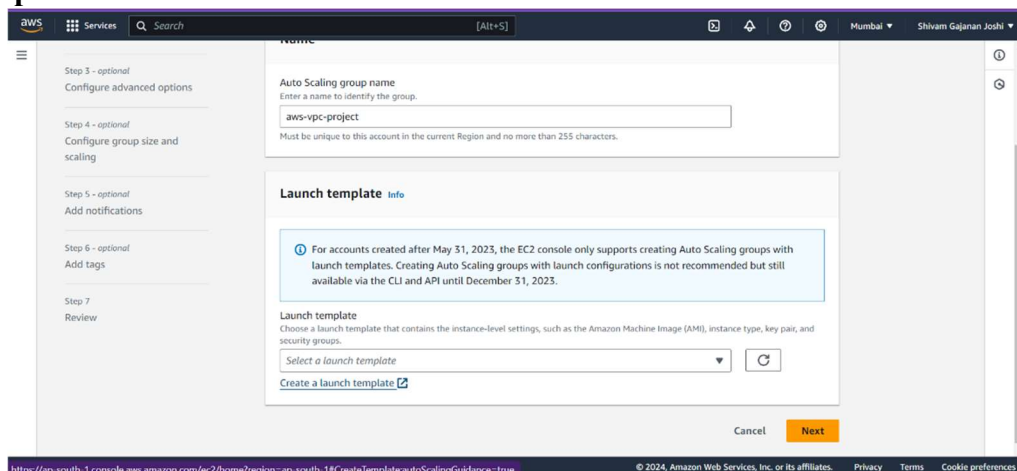 aws
Services
Search
[Alt+S]
Mumbai ▼
Shivam Gajanan Joshi ▼
Step 3 - optional
Configure advanced options
Step 4 - optional
Configure group size and
scaling
Step 5 - optional
Add notifications
Step 6 - optional
Add tags
Step 7
Review
Name
Auto Scaling group name
Enter a name to identify the group.
aws-vpc-project
Must be unique to this account in the current Region and no more than 255 characters.
Launch template Info
For accounts created after May 31, 2023, the EC2 console only supports creating Auto Scaling groups with
launch templates. Creating Auto Scaling groups with launch configurations is not recommended but still
available via the CLI and API until December 31, 2023.
Launch template
Choose a launch template that contains the instance-level settings, such as the Amazon Machine Image (AMI), instance type, key pair, and
security groups.
Select a launch template
Create a launch template
Cancel
Next
https://ap-south-1.console.aws.amazon.com/ec2/home?region=ap-south-1#CreateTemplate:autoScalingGuidance=true
© 2024, Amazon Web Services, Inc. or its affiliates.
Privacy
Terms
Cookie preferences